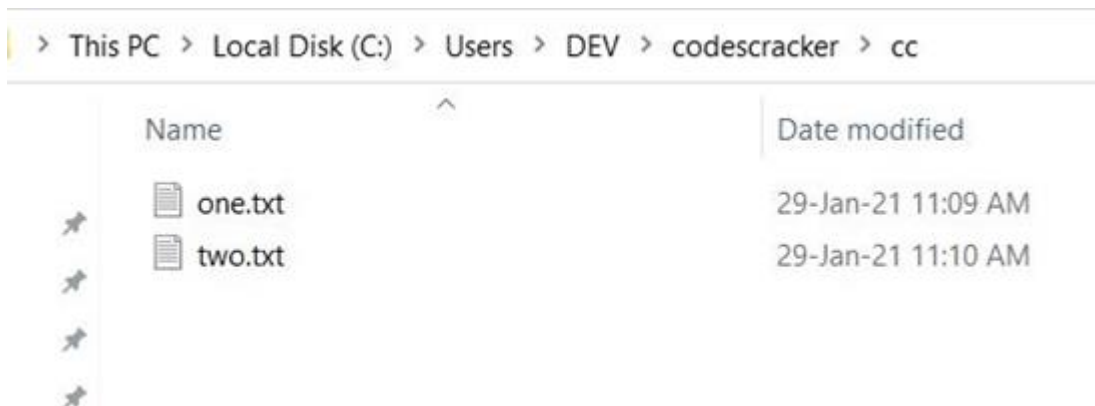 > This PC > Local Disk (C:) > Users > DEV > codescracker > cc
Name Date modified
one.txt 29-Jan-21 11:09 AM
two.txt 29-Jan-21 11:10 AM